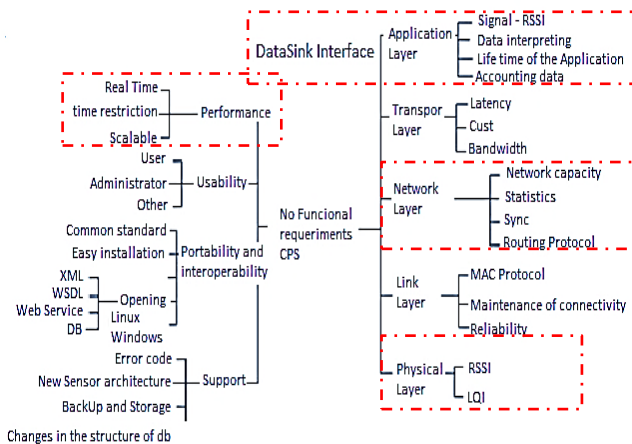 DataSink Interface
Application
Layer
Signal - RSSI
Data interpreting
Life time of the Application
Accounting data
Real Time
time restriction
Scalable
Performance
Transpor
Layer
Latency
Cust
Bandwidth
User
Administrator
Other
Usability
Network
Layer
Network capacity
Statistics
Sync
Routing Protocol
No Funcional
requeriments
CPS
Common standard
Easy installation
Portability and
interoperability
XML
WSDL
Web Service
DB
Opening
Linux
Windows
Link
Layer
MAC Protocol
Maintenance of connectivity
Reliability
Error code
New Sensor architecture
BackUp and Storage
Changes in the structure of db
Support
Physical
Layer
RSSI
LQI